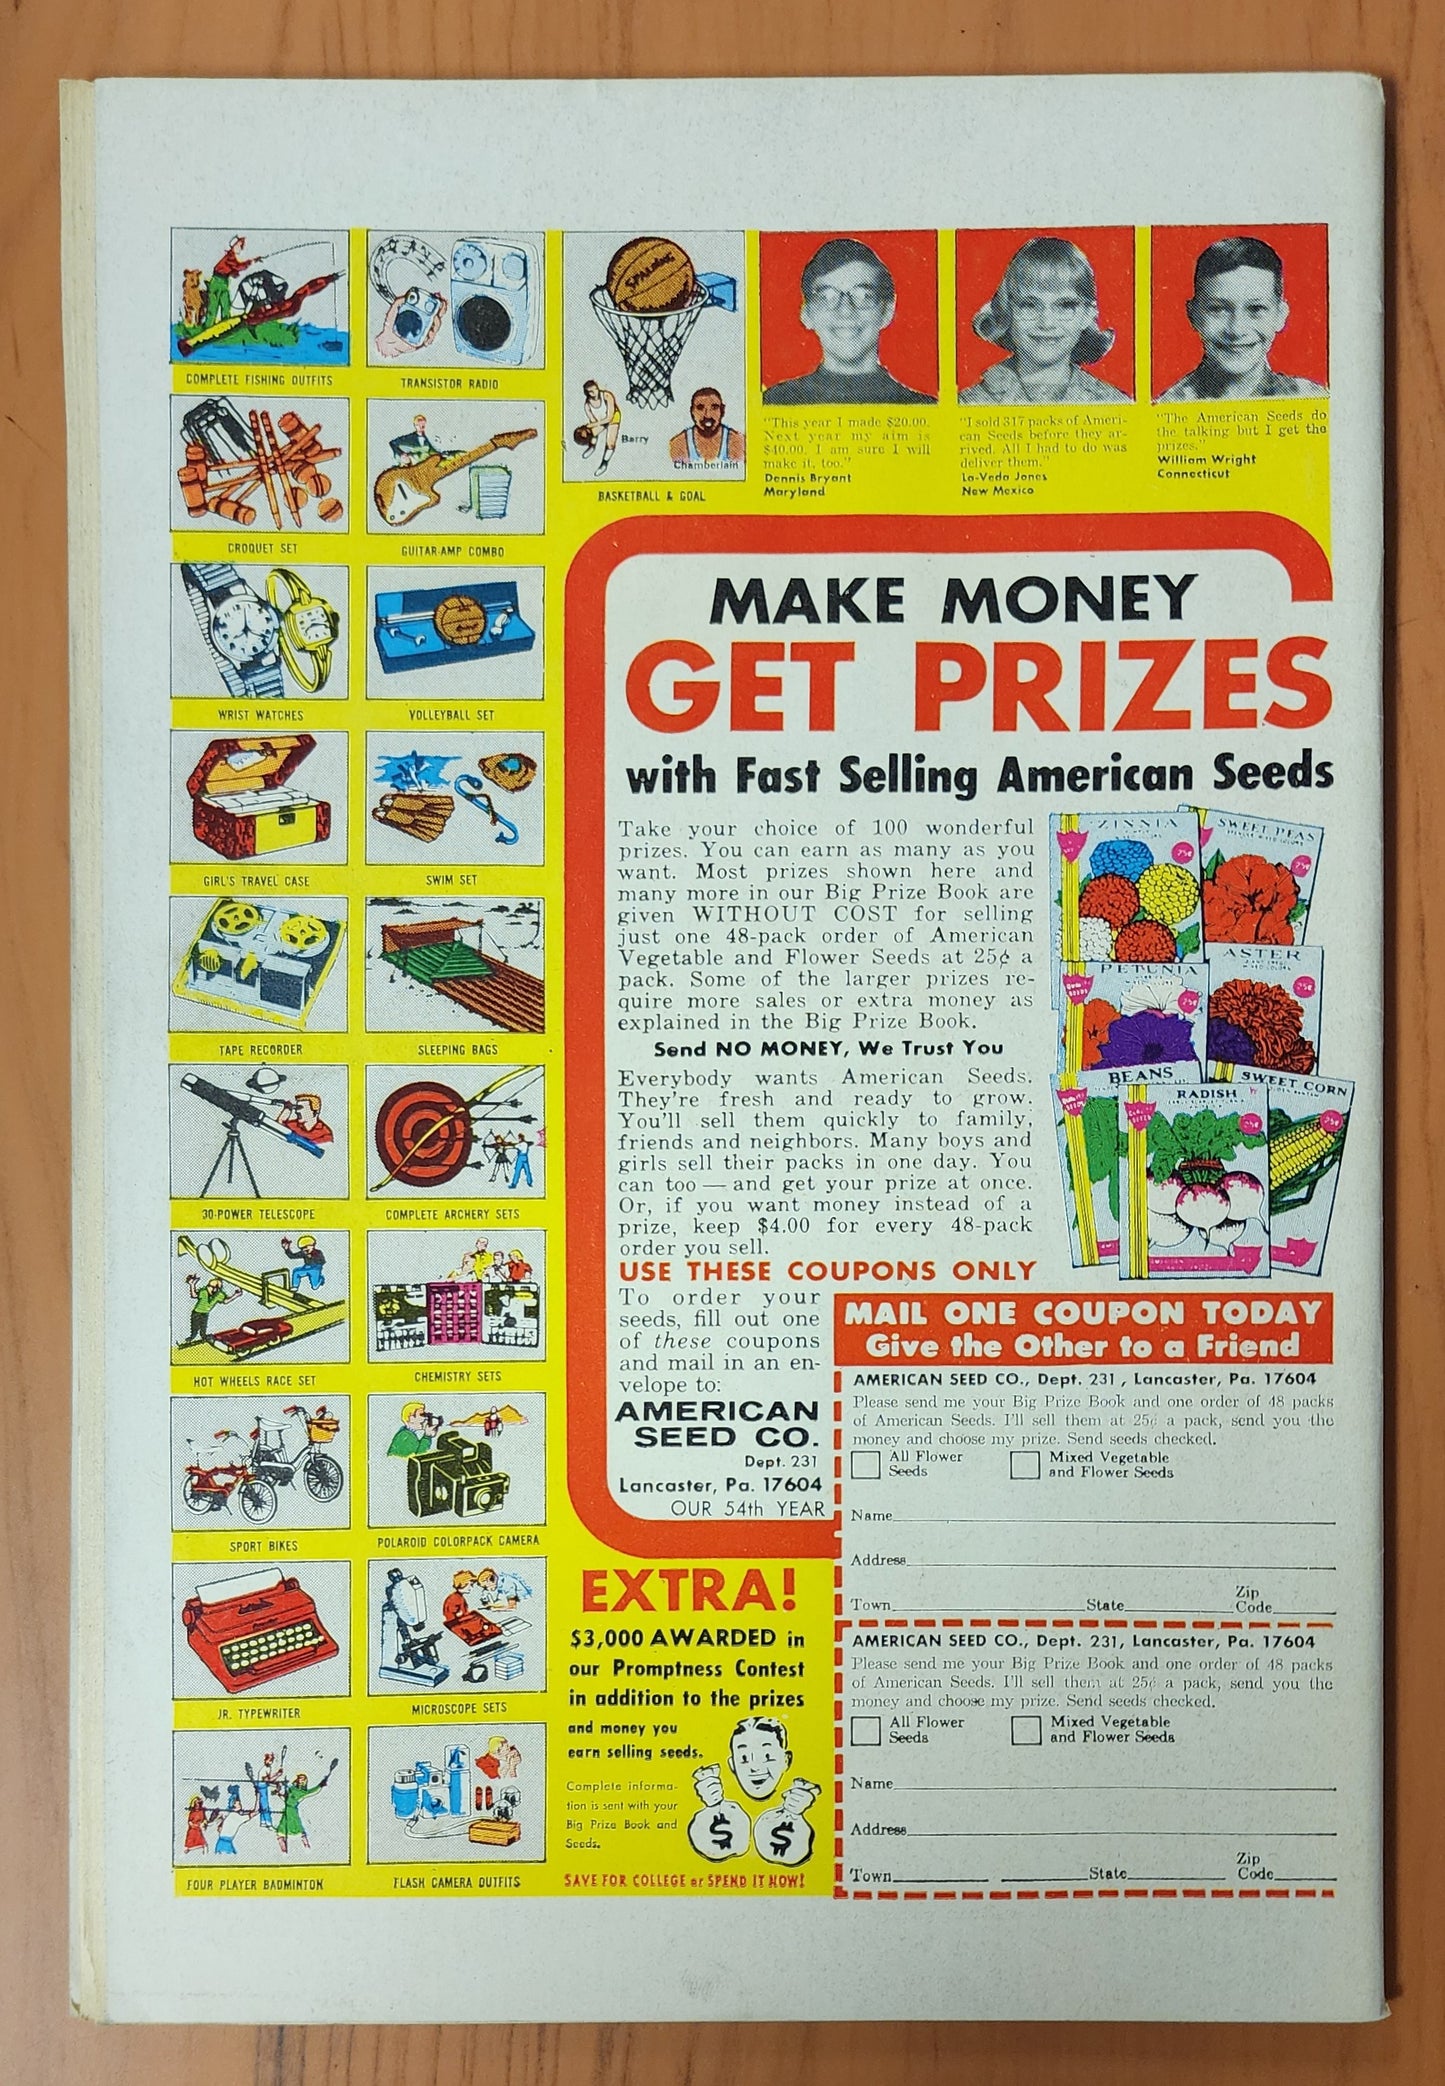 COMPLETE FISHING OUTFITS
TRANSISTOR RADIO
CROQUET SET
GUITAR-AMP COMBO
WRIST WATCHES
VOLLEYBALL SET
GIRL'S TRAVEL CASE
SWIM SET
TAPE RECORDER
SLEEPING BAGS
30-POWER TELESCOPE
COMPLETE ARCHERY SETS
HOT WHEELS RACE SET
CHEMISTRY SETS
SPORT BIKES
POLAROID COLORPACK CAMERA
JR. TYPEWRITER
MICROSCOPE SETS
FOUR PLAYER BADMINTON
FLASH CAMERA OUTFITS
SPALDING
Barry
Chamberlain
BASKETBALL & GOAL
"This year I made $20.00.
Next year my aim is
$40.00. I am sure I will
make it, too."
Dennis Bryant
Maryland
"I sold 317 packs of Ameri-
can Seeds before they ar-
rived. All I had to do was
deliver them."
La-Veda Jones
New Mexico
"The American Seeds do
the talking but I get the
prizes."
William Wright
Connecticut
MAKE MONEY
GET PRIZES
with Fast Selling American Seeds
Take your choice of 100 wonderful
prizes. You can earn as many as you
want. Most prizes shown here and
many more in our Big Prize Book are
given WITHOUT COST for selling
just one 48-pack order of American
Vegetable and Flower Seeds at 25¢ a
pack. Some of the larger prizes re-
quire more sales or extra money as
explained in the Big Prize Book.
Send NO MONEY, We Trust You
Everybody wants American Seeds.
They're fresh and ready to grow.
You'll sell them quickly to family,
friends and neighbors. Many boys and
girls sell their packs in one day. You
can too — and get your prize at once.
Or, if you want money instead of a
prize, keep $4.00 for every 48-pack
order you sell.
USE THESE COUPONS ONLY
To order your
seeds, fill out one
of these coupons
and mail in an en-
velope to:
AMERICAN
SEED CO.
Dept. 231
Lancaster, Pa. 17604
OUR 54th YEAR
ZINNIA
25¢
SWEET PEAS
25¢
PETUNIA
25¢
ASTER
25¢
BEANS
RADISH
25¢
SWEET CORN
25¢
MAIL ONE COUPON TODAY
Give the Other to a Friend
AMERICAN SEED CO., Dept. 231, Lancaster, Pa. 17604
Please send me your Big Prize Book and one order of 48 packs
of American Seeds. I'll sell them at 25¢ a pack, send you the
money and choose my prize. Send seeds checked.
All Flower
Seeds
Mixed Vegetable
and Flower Seeds
Name
Address
Town State Zip
Code
AMERICAN SEED CO., Dept. 231, Lancaster, Pa. 17604
Please send me your Big Prize Book and one order of 48 packs
of American Seeds. I'll sell them at 25¢ a pack, send you the
money and choose my prize. Send seeds checked.
All Flower
Seeds
Mixed Vegetable
and Flower Seeds
Name
Address
Town State Zip
Code
EXTRA!
$3,000 AWARDED in
our Promptness Contest
in addition to the prizes
and money you
earn selling seeds.
Complete informa-
tion is sent with your
Big Prize Book and
Seeds.
$ $
SAVE FOR COLLEGE or SPEND IT NOW!